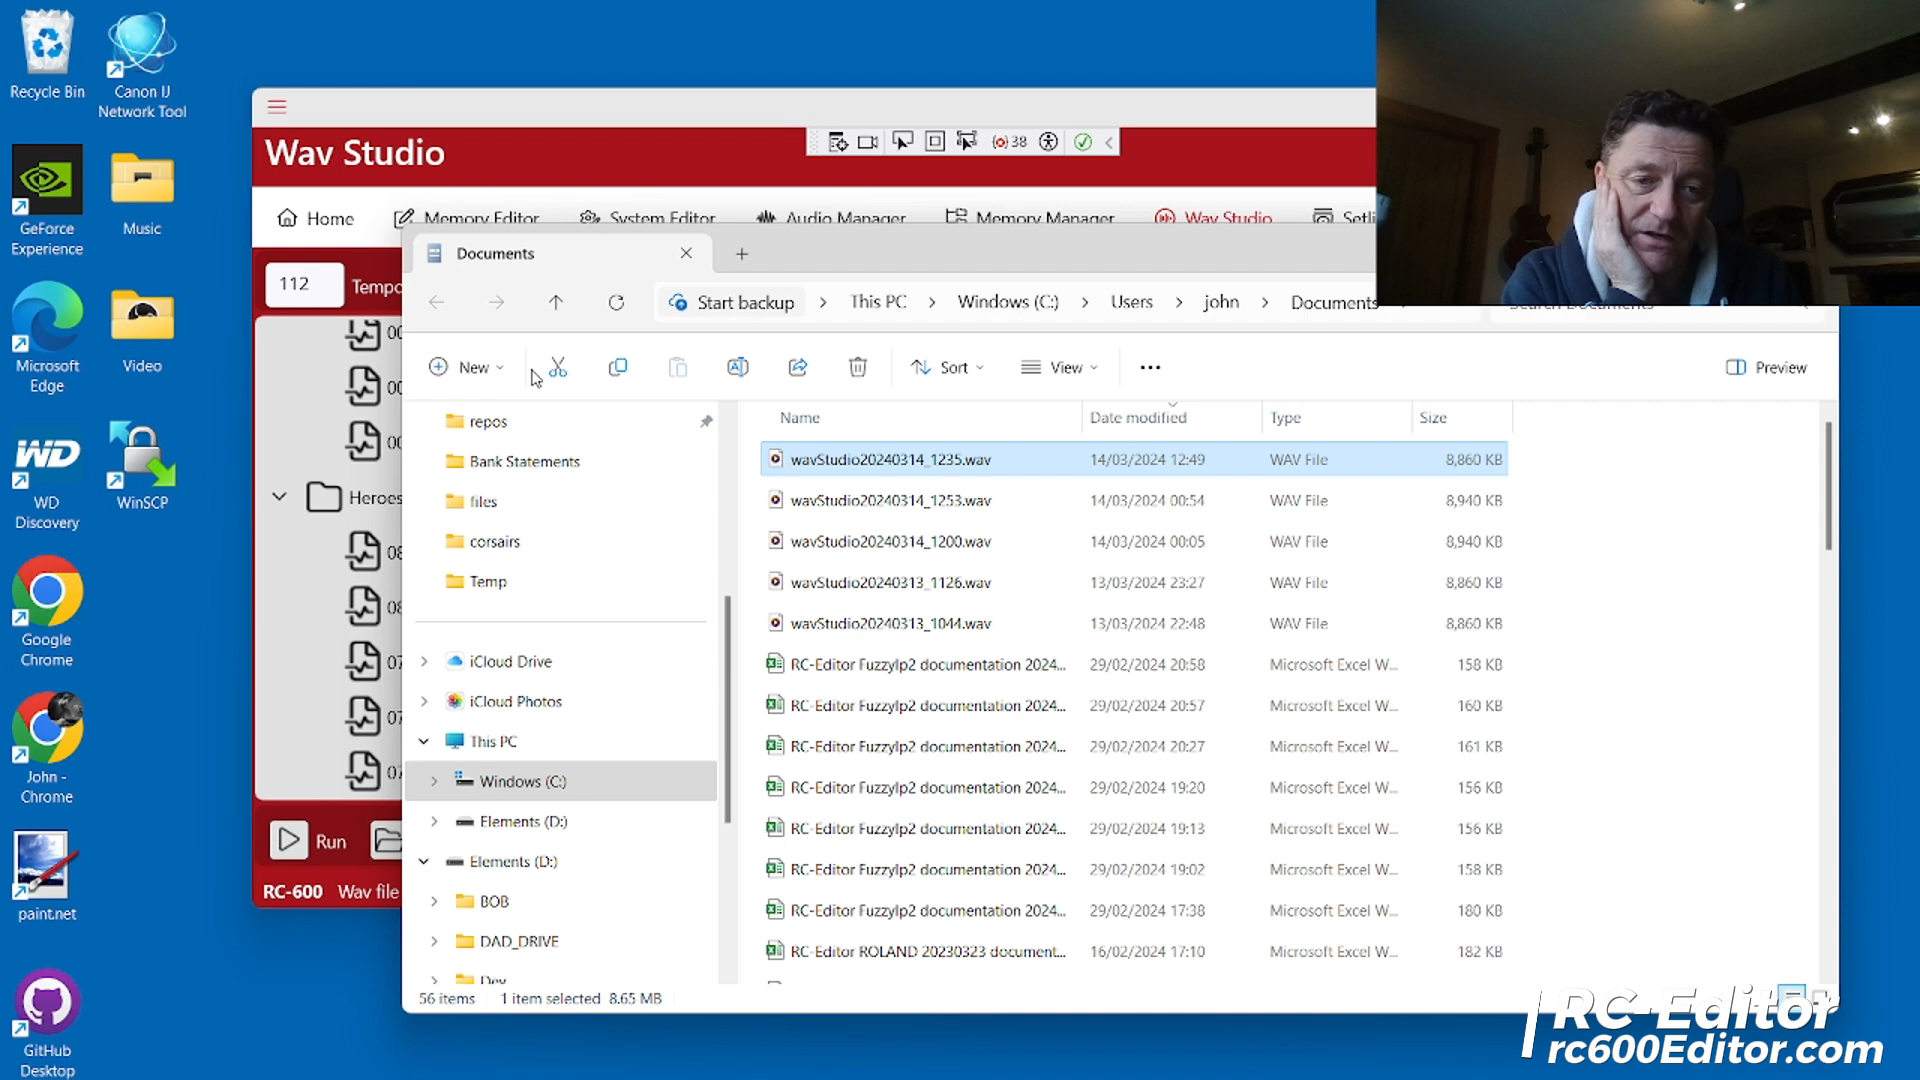 Recycle Bin
Canon IJ
Network Tool
GeForce
Experience
Music
Microsoft
Edge
Video
WD
WD
Discovery
WinSCP
Google
Chrome
John -
Chrome
paint.net
GitHub
Desktop
Wav Studio
38
Home
Memory Editor
System Editor
Audio Manager
Memory Manager
Wav Studio
112
Tempo
Heroes
Run
RC-600 Wav file
Documents
Start backup
This PC
Windows (C:)
Users
john
Documents
Search Documents
New
Sort
View
Preview
repos
Bank Statements
files
corsairs
Temp
iCloud Drive
iCloud Photos
This PC
Windows (C:)
Elements (D:)
Elements (D:)
BOB
DAD_DRIVE
Dev
Name Date modified Type Size
wavStudio20240314_1235.wav 14/03/2024 12:49 WAV File 8,860 KB
wavStudio20240314_1253.wav 14/03/2024 00:54 WAV File 8,940 KB
wavStudio20240314_1200.wav 14/03/2024 00:05 WAV File 8,940 KB
wavStudio20240313_1126.wav 13/03/2024 23:27 WAV File 8,860 KB
wavStudio20240313_1044.wav 13/03/2024 22:48 WAV File 8,860 KB
RC-Editor Fuzzylp2 documentation 2024... 29/02/2024 20:58 Microsoft Excel W... 158 KB
RC-Editor Fuzzylp2 documentation 2024... 29/02/2024 20:57 Microsoft Excel W... 160 KB
RC-Editor Fuzzylp2 documentation 2024... 29/02/2024 20:27 Microsoft Excel W... 161 KB
RC-Editor Fuzzylp2 documentation 2024... 29/02/2024 19:20 Microsoft Excel W... 156 KB
RC-Editor Fuzzylp2 documentation 2024... 29/02/2024 19:13 Microsoft Excel W... 156 KB
RC-Editor Fuzzylp2 documentation 2024... 29/02/2024 19:02 Microsoft Excel W... 158 KB
RC-Editor Fuzzylp2 documentation 2024... 29/02/2024 17:38 Microsoft Excel W... 180 KB
RC-Editor ROLAND 20230323 document... 16/02/2024 17:10 Microsoft Excel W... 182 KB
56 items 1 item selected 8.65 MB
RC-Editor
rc600Editor.com